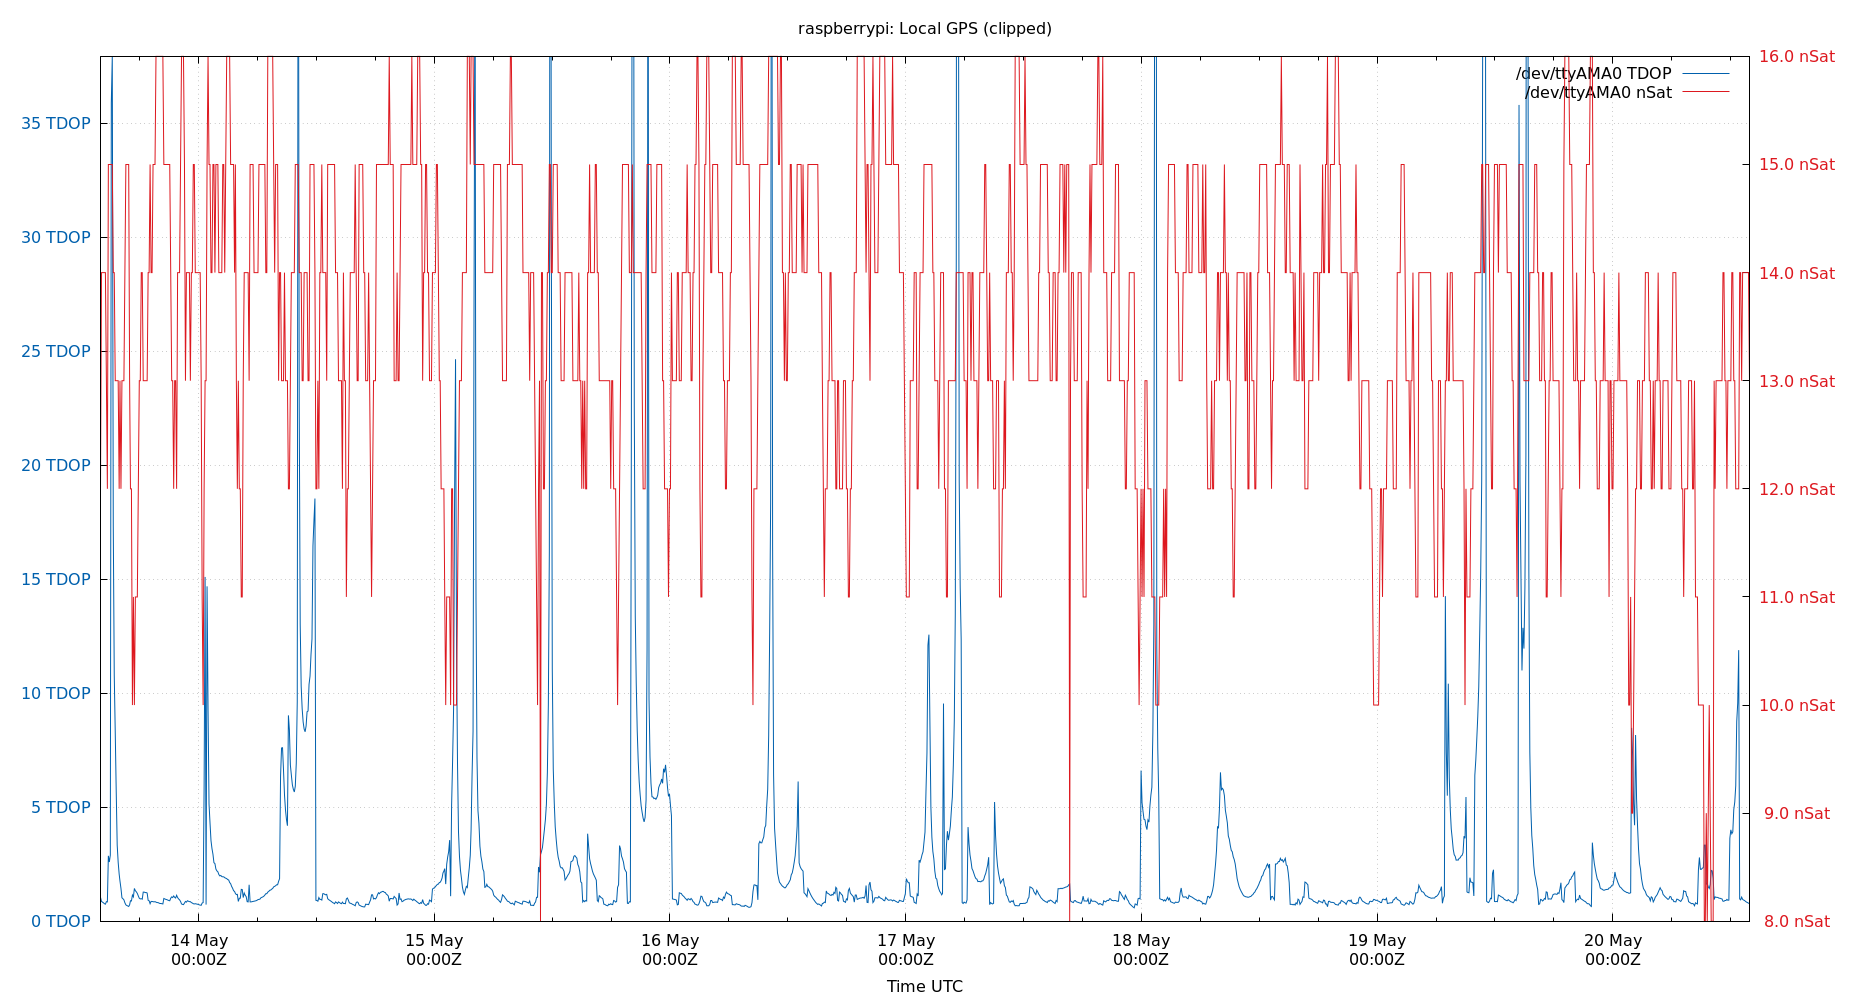 raspberrypi: Local GPS (clipped)
/dev/ttyAMA0 TDOP
/dev/ttyAMA0 nSat
35 TDOP
30 TDOP
25 TDOP
20 TDOP
15 TDOP
10 TDOP
5 TDOP
0 TDOP
16.0 nSat
15.0 nSat
14.0 nSat
13.0 nSat
12.0 nSat
11.0 nSat
10.0 nSat
9.0 nSat
8.0 nSat
14 May
00:00Z
15 May
00:00Z
16 May
00:00Z
17 May
00:00Z
18 May
00:00Z
19 May
00:00Z
20 May
00:00Z
Time UTC